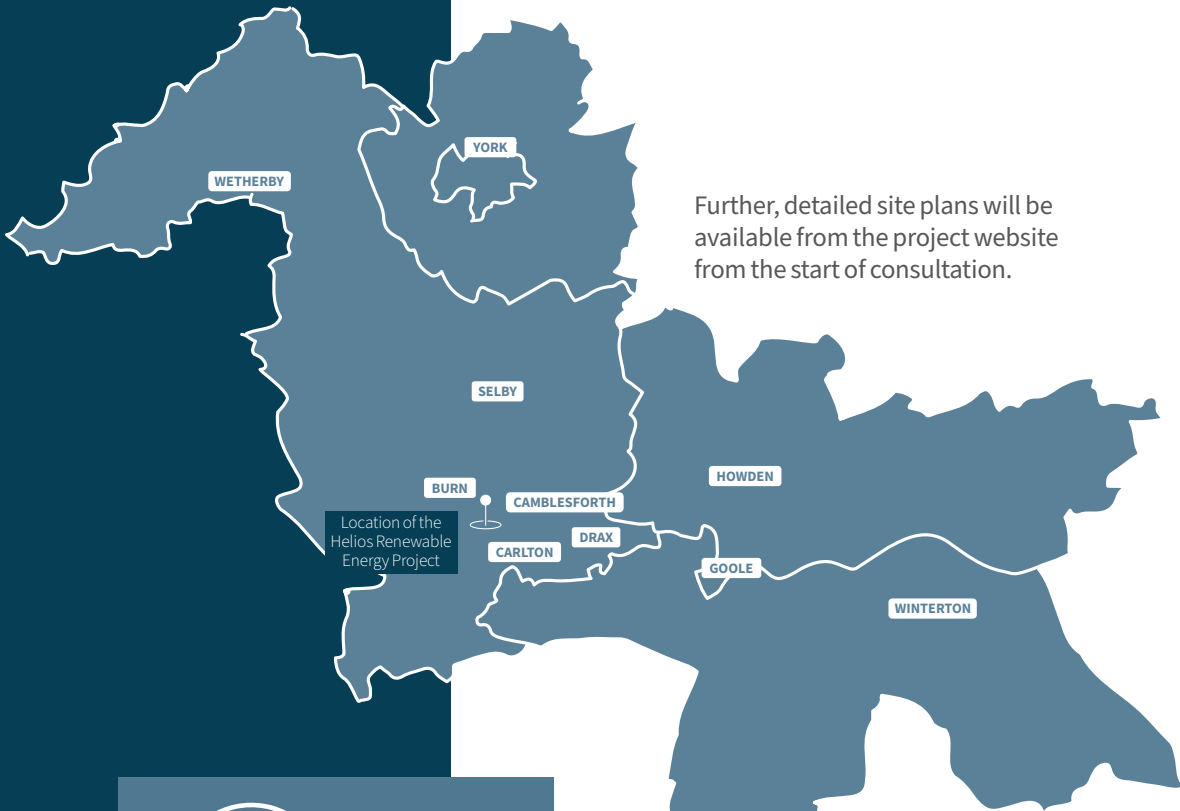 YORK
WETHERBY
Further, detailed site plans will be
available from the project website
from the start of consultation.
SELBY
HOWDEN
BURN
CAMBLESFORTH
Location of the
Helios Renewable
Energy Project
DRAX
CARLTON
GOOLE
WINTERTON